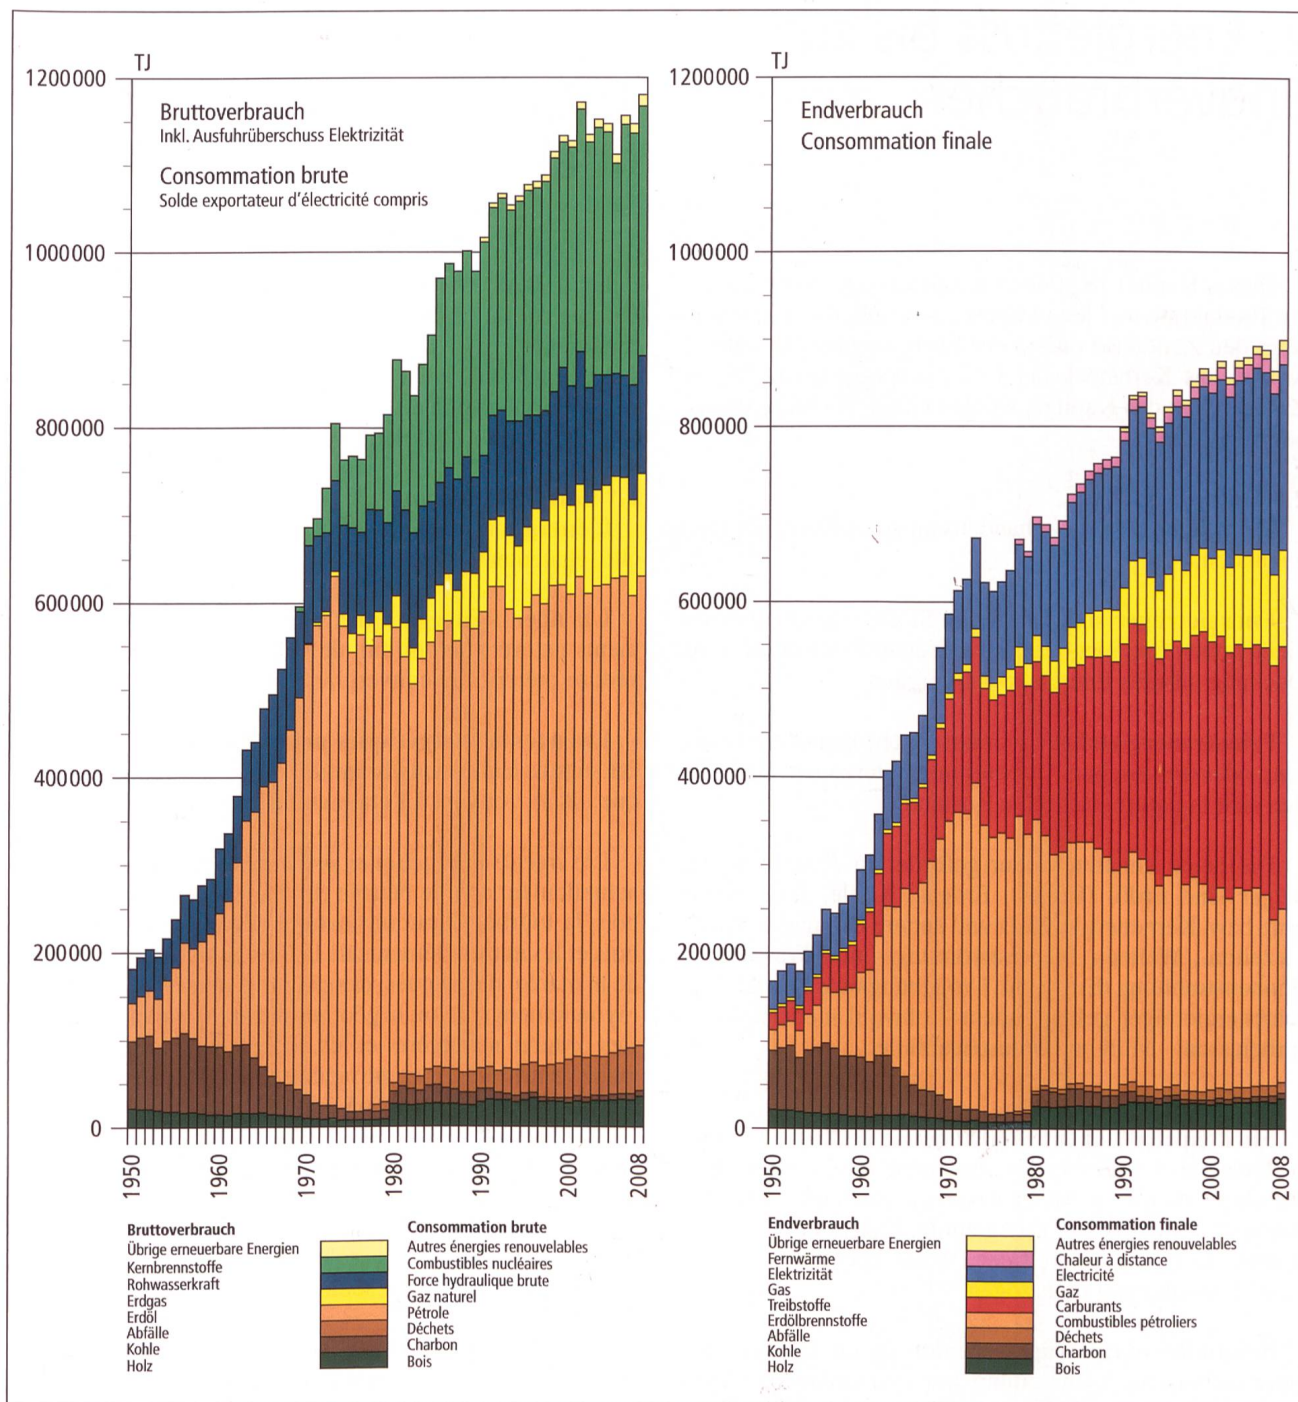 TJ
1200000
1000000
800000
600000
400000
200000
0
Bruttoverbrauch
Inkl. Ausfuhrüberschuss Elektrizität
Consommation brute
Solde exportateur d'électricité compris
1950
1960
1970
1980
1990
2000
2008
Bruttoverbrauch
Übrige erneuerbare Energien
Kernbrennstoffe
Rohwasserkraft
Erdgas
Erdöl
Abfälle
Kohle
Holz
Consommation brute
Autres énergies renouvelables
Combustibles nucléaires
Force hydraulique brute
Gaz naturel
Pétrole
Déchets
Charbon
Bois
TJ
1200000
1000000
800000
600000
400000
200000
0
Endverbrauch
Consommation finale
1950
1960
1970
1980
1990
2000
2008
Endverbrauch
Übrige erneuerbare Energien
Fernwärme
Elektrizität
Gas
Treibstoffe
Erdölbrennstoffe
Abfälle
Kohle
Holz
Consommation finale
Autres énergies renouvelables
Chaleur à distance
Electricité
Gaz
Carburants
Combustibles pétroliers
Déchets
Charbon
Bois